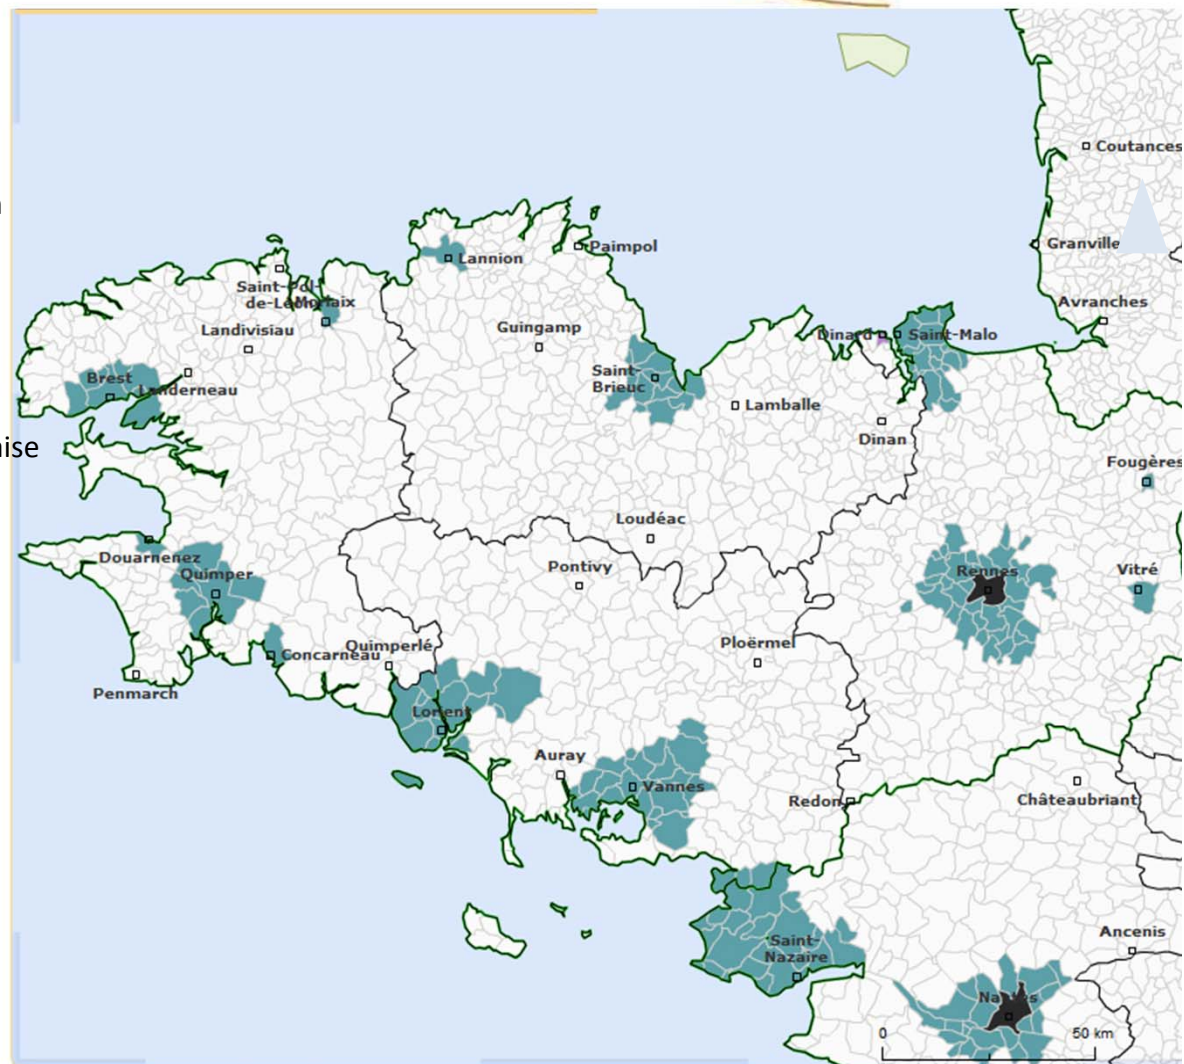 Coutances
Granville
Paimpol
Lannion
Saint-Pol-
de-Léon
Morlaix
Avranches
Landivisiau
Guingamp
Dinard
Saint-Malo
Brest
Landerneau
Saint-
Brieuc
Lamballe
Dinan
aise
Fougères
Loudéac
Douarnenez
Pontivy
Quimper
Rennes
Vitré
Concarneau
Quimperlé
Ploërmel
Penmarch
Lorient
Auray
Vannes
Redon
Châteaubriant
Ancenis
Saint-
Nazaire
Nantes
0
50 km